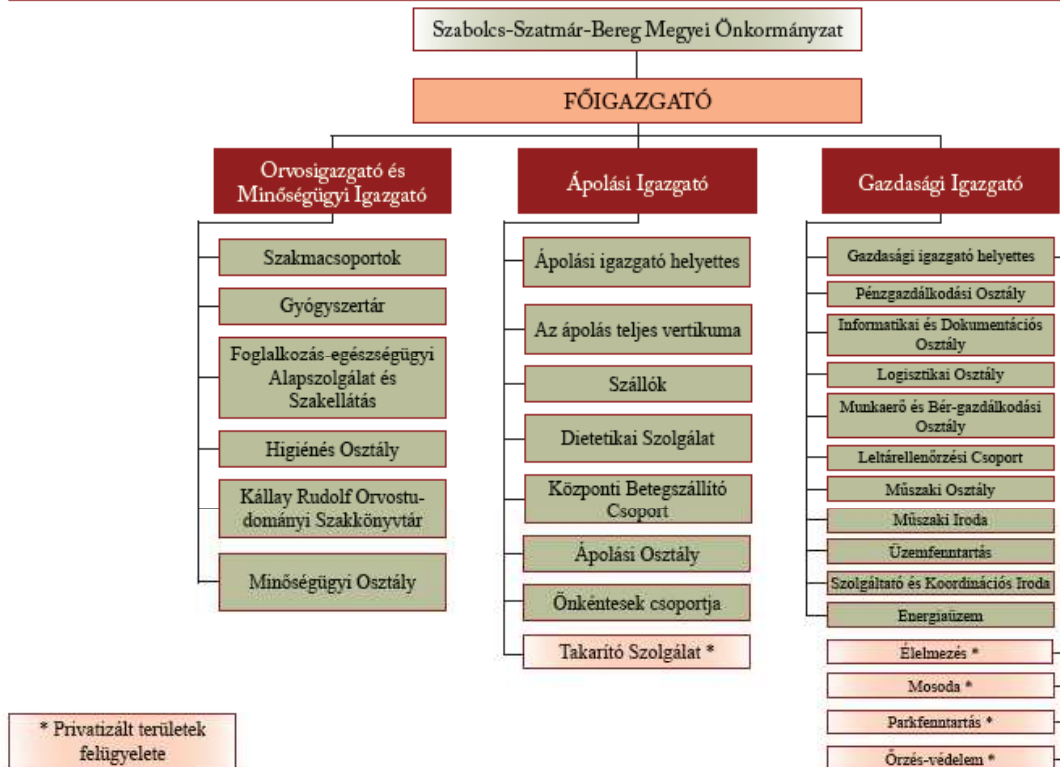 Szabolcs-Szatmár-Bereg Megyei Önkormányzat
FŐIGAZGATÓ
Orvosigazgató és
Minőségügyi Igazgató
Szakmacsoportok
Gyógyszertár
Foglalkozás-egészségügyi
Alapszolgálat és
Szakellátás
Higiénés Osztály
Kállay Rudolf Orvostu-
dományi Szakkönyvtár
Minőségügyi Osztály
Ápolási Igazgató
Ápolási igazgató helyettes
Az ápolás teljes vertikuma
Szállók
Dietetikai Szolgálat
Központi Betegszállító
Csoport
Ápolási Osztály
Önkéntesek csoportja
Takarító Szolgálat *
Gazdasági Igazgató
Gazdasági igazgató helyettes
Pénzgazdálkodási Osztály
Informatikai és Dokumentációs
Osztály
Logisztikai Osztály
Munkaerő és Bér-gazdálkodási
Osztály
Leltárellenőrzési Csoport
Műszaki Osztály
Műszaki Iroda
Üzemfenntartás
Szolgáltató és Koordinációs Iroda
Energiaüzem
Élelmezés *
Mosoda *
Parkfenntartás *
Őrzés-védelem *
* Privatizált területek
felügyelete